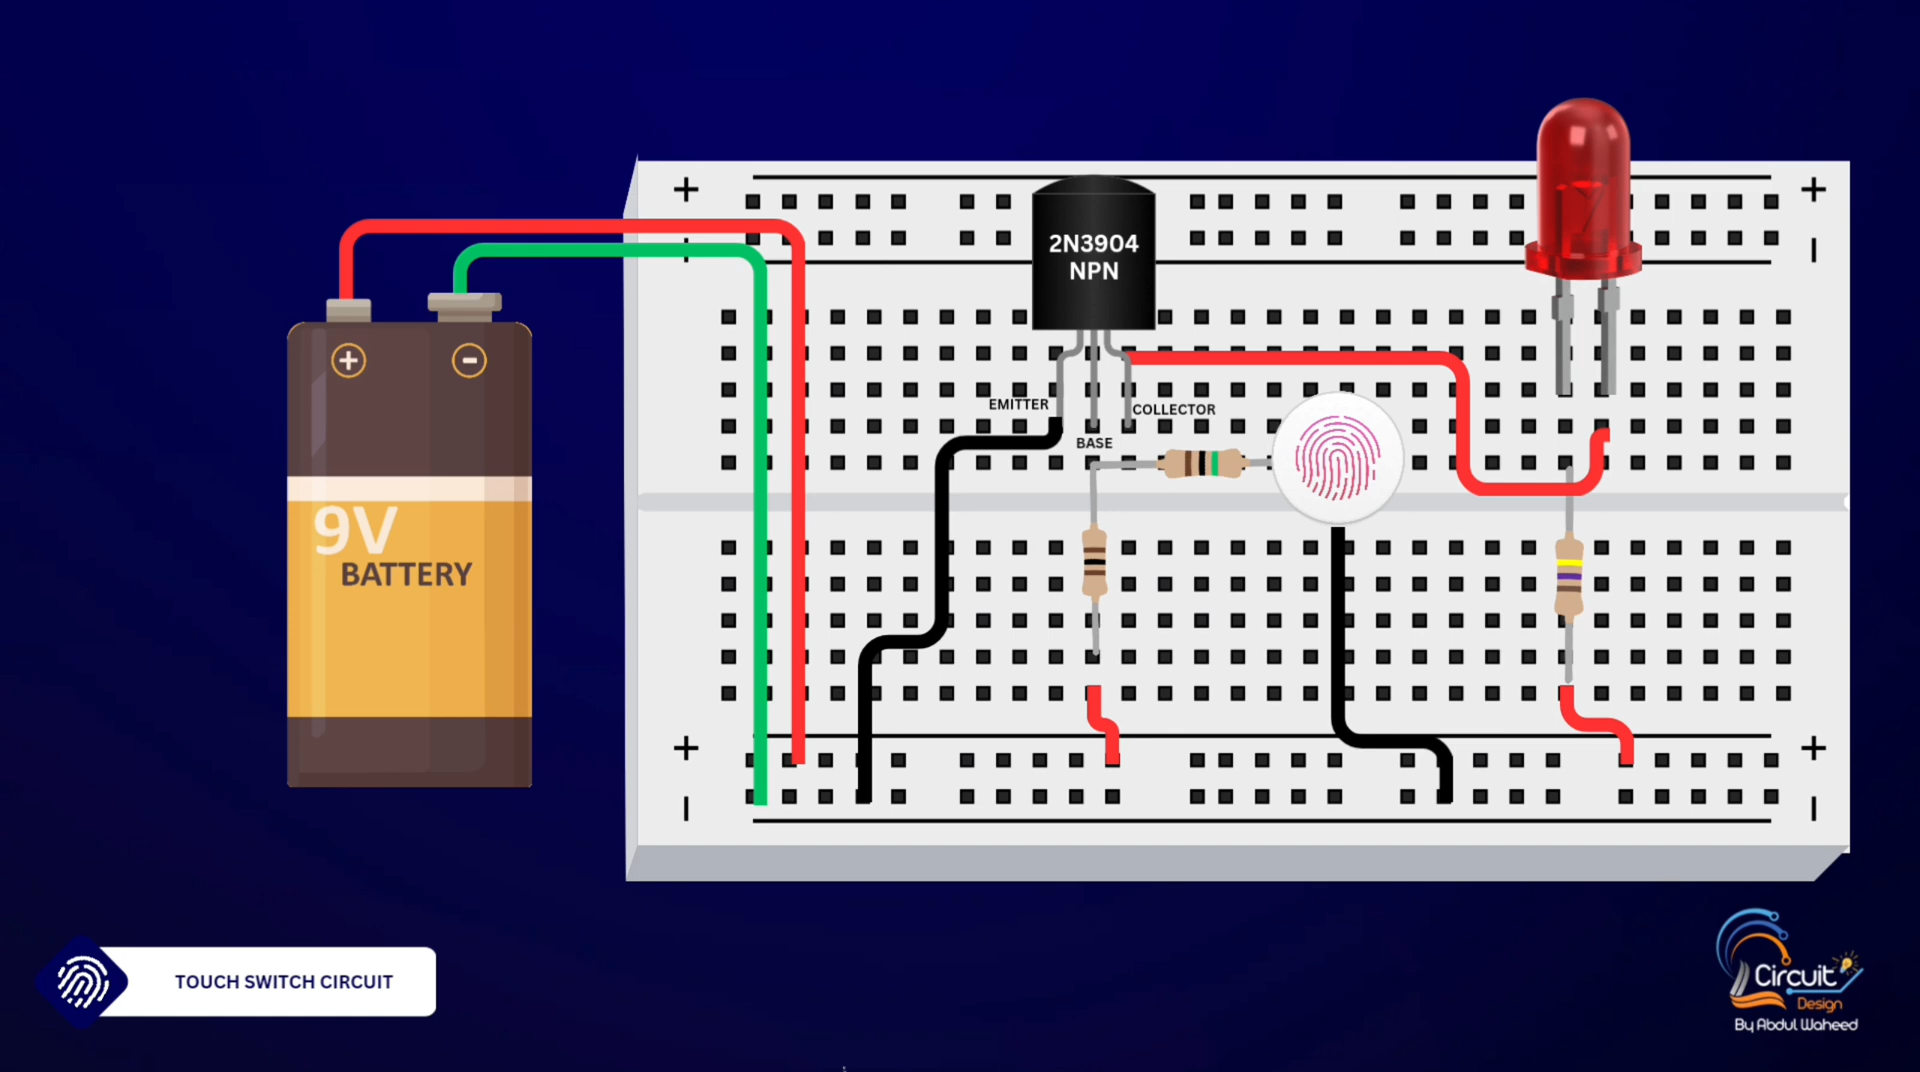 2N3904
NPN
+
+
+
-
EMITTER
COLLECTOR
BASE
9V
BATTERY
+
+
TOUCH SWITCH CIRCUIT
Circuit
Design
By Abdul Waheed